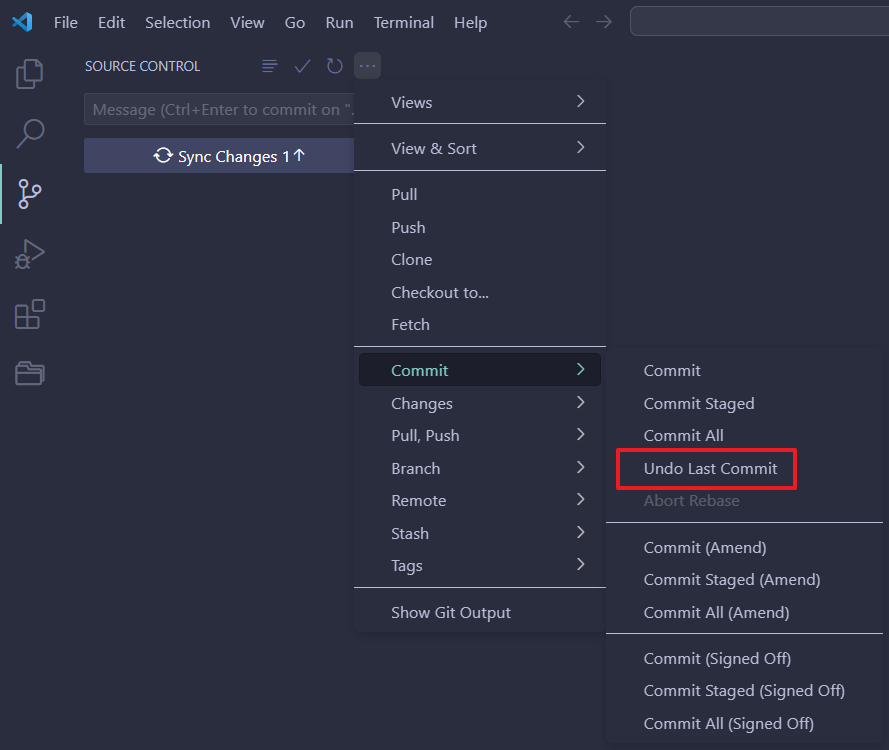 File Edit Selection View Go Run Terminal Help
SOURCE CONTROL
Message (Ctrl+Enter to commit on ".
Sync Changes 1↑
Views
View & Sort
Pull
Push
Clone
Checkout to...
Fetch
Commit
Changes
Pull, Push
Branch
Remote
Stash
Tags
Show Git Output
Commit
Commit Staged
Commit All
Undo Last Commit
Abort Rebase
Commit (Amend)
Commit Staged (Amend)
Commit All (Amend)
Commit (Signed Off)
Commit Staged (Signed Off)
Commit All (Signed Off)